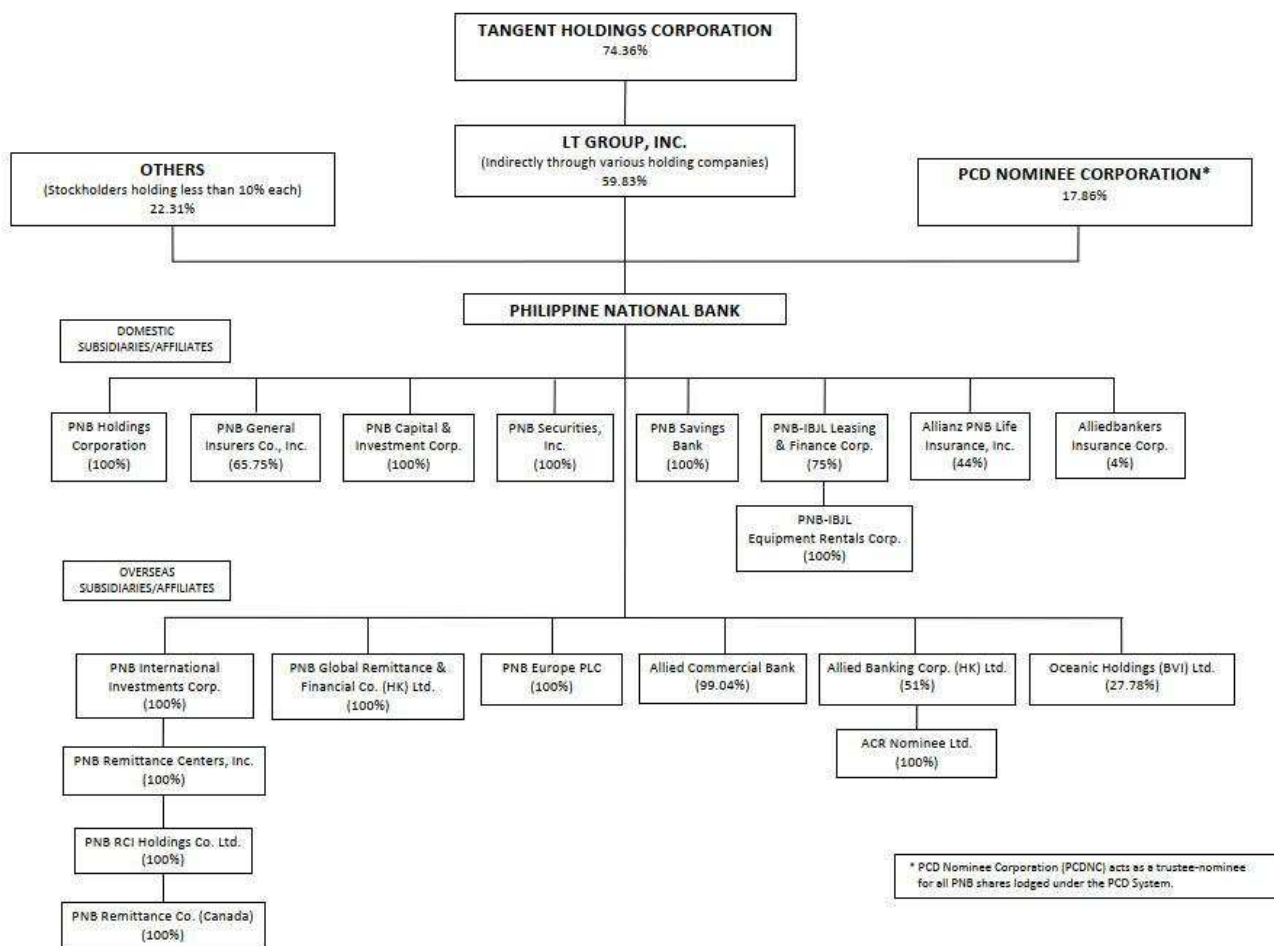 TANGENT HOLDINGS CORPORATION
74.36%
LT GROUP, INC.
(Indirectly through various holding companies)
59.83%
OTHERS
(Stockholders holding less than 10% each)
22.31%
PCD NOMINEE CORPORATION*
17.86%
PHILIPPINE NATIONAL BANK
DOMESTIC
SUBSIDIARIES/AFFILIATES
PNB Holdings
Corporation
(100%)
PNB General
Insurers Co., Inc.
(65.75%)
PNB Capital &
Investment Corp.
(100%)
PNB Securities,
Inc.
(100%)
PNB Savings
Bank
(100%)
PNB-IBJL Leasing
& Finance Corp.
(75%)
Allianz PNB Life
Insurance, Inc.
(44%)
Alliedbankers
Insurance Corp.
(4%)
PNB-IBJL
Equipment Rentals Corp.
(100%)
OVERSEAS
SUBSIDIARIES/AFFILIATES
PNB International
Investments Corp.
(100%)
PNB Global Remittance &
Financial Co. (HK) Ltd.
(100%)
PNB Europe PLC
(100%)
Allied Commercial Bank
(99.04%)
Allied Banking Corp. (HK) Ltd.
(51%)
Oceanic Holdings (BVI) Ltd.
(27.78%)
PNB Remittance Centers, Inc.
(100%)
ACR Nominee Ltd.
(100%)
PNB RCI Holdings Co. Ltd.
(100%)
PNB Remittance Co. (Canada)
(100%)
* PCD Nominee Corporation (PCDNC) acts as a trustee-nominee
for all PNB shares lodged under the PCD System.